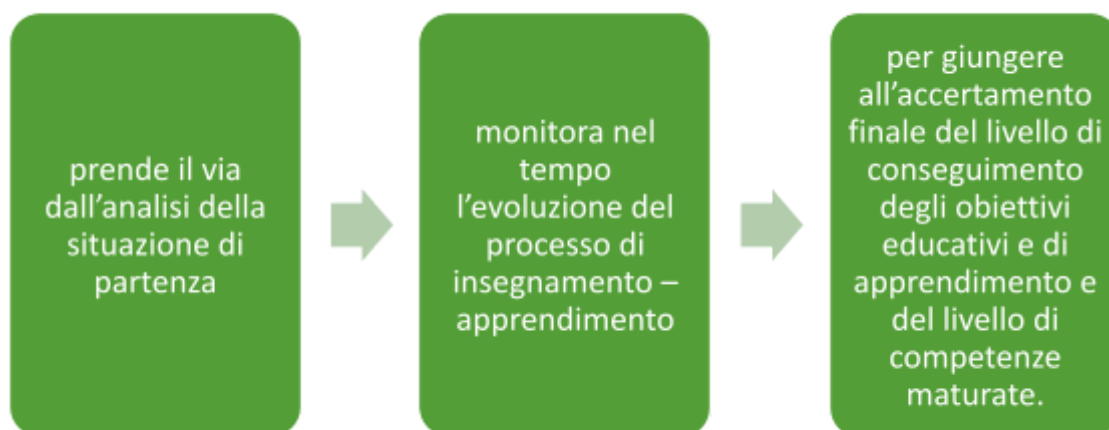 prende il via
dall’analisi della
situazione di
partenza
monitora nel
tempo
l’evoluzione del
processo di
insegnamento –
apprendimento
per giungere
all’accertamento
finale del livello di
conseguimento
degli obiettivi
educativi e di
apprendimento e
del livello di
competenze
maturate.